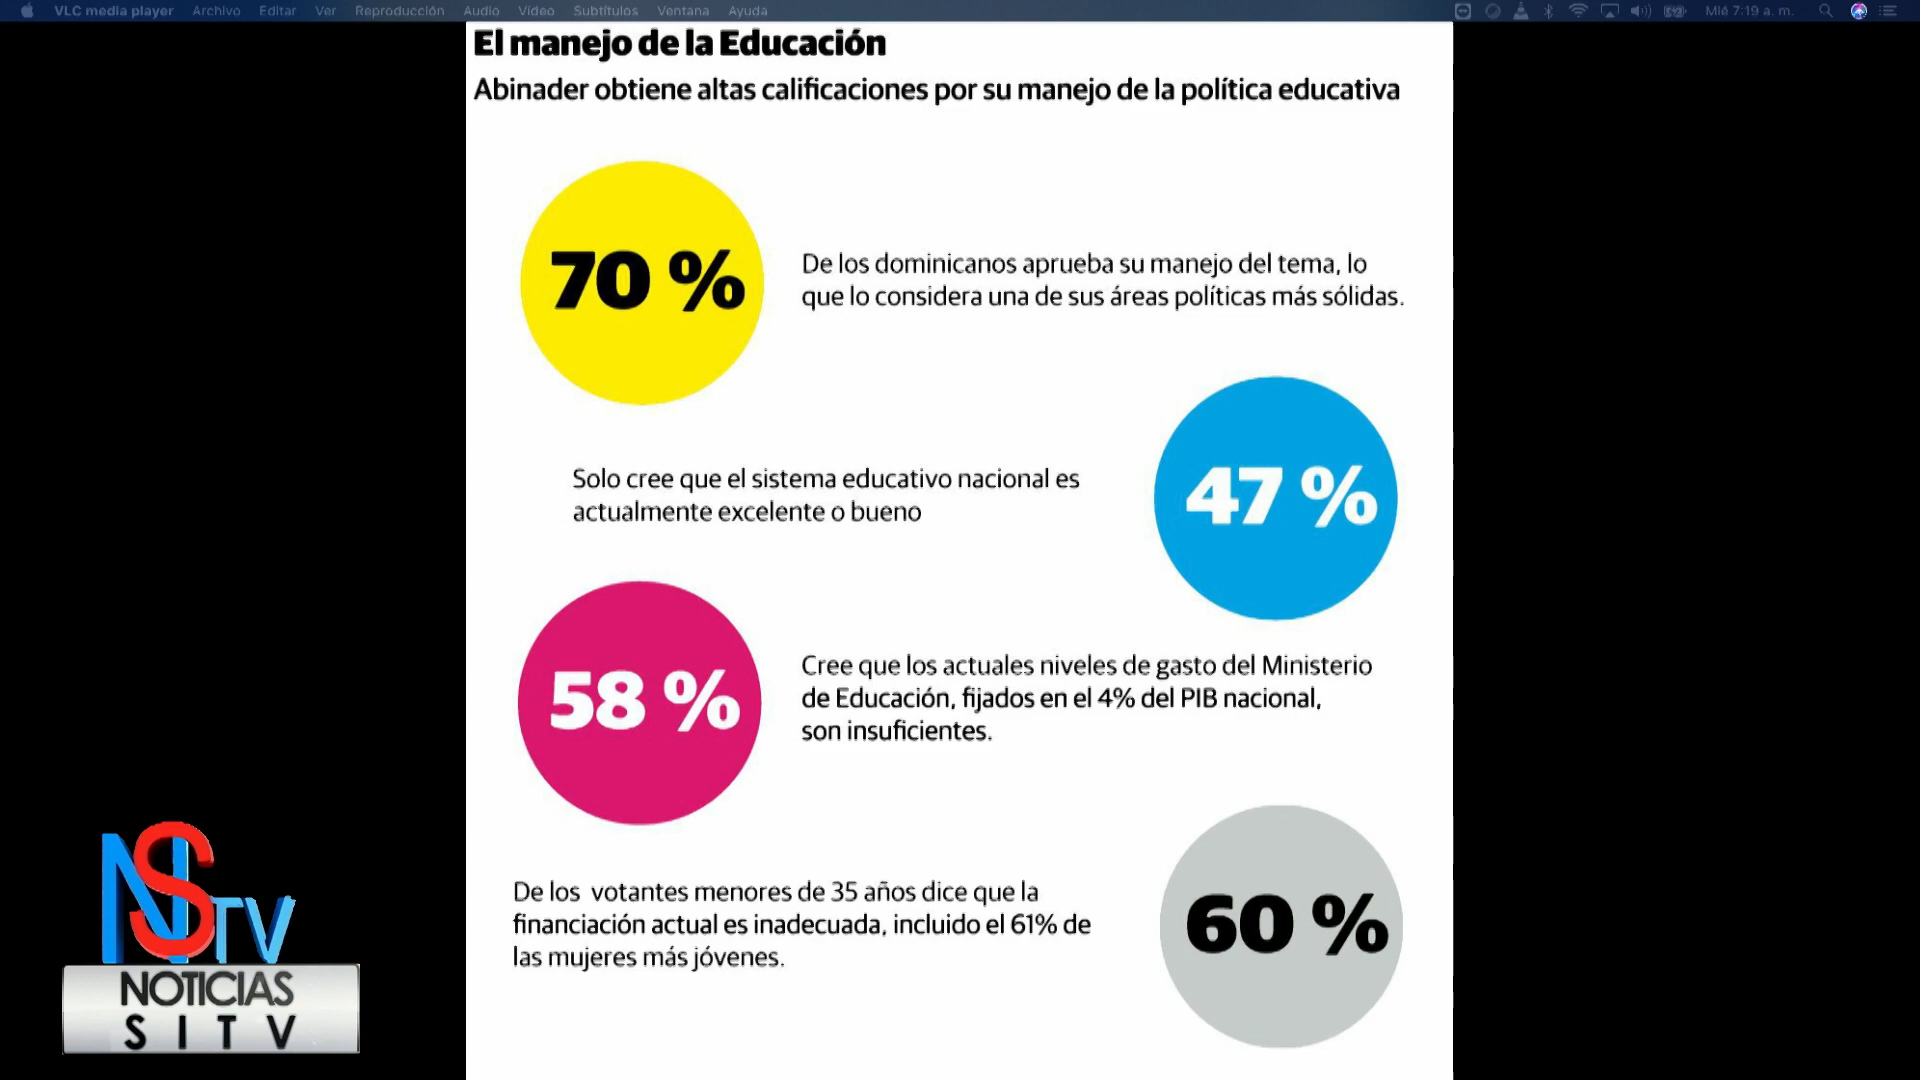 VLC media player Archivo Editar Ver Reproducción Audio Vídeo Subtítulos Ventana Ayuda Mié 7:19 a. m.
El manejo de la Educación
Abinader obtiene altas calificaciones por su manejo de la política educativa
70 %
De los dominicanos aprueba su manejo del tema, lo
que lo considera una de sus áreas políticas más sólidas.
Solo cree que el sistema educativo nacional es
actualmente excelente o bueno
47 %
58 %
Cree que los actuales niveles de gasto del Ministerio
de Educación, fijados en el 4% del PIB nacional,
son insuficientes.
De los votantes menores de 35 años dice que la
financiación actual es inadecuada, incluido el 61% de
las mujeres más jóvenes.
60 %
NSTV
NOTICIAS
SITV